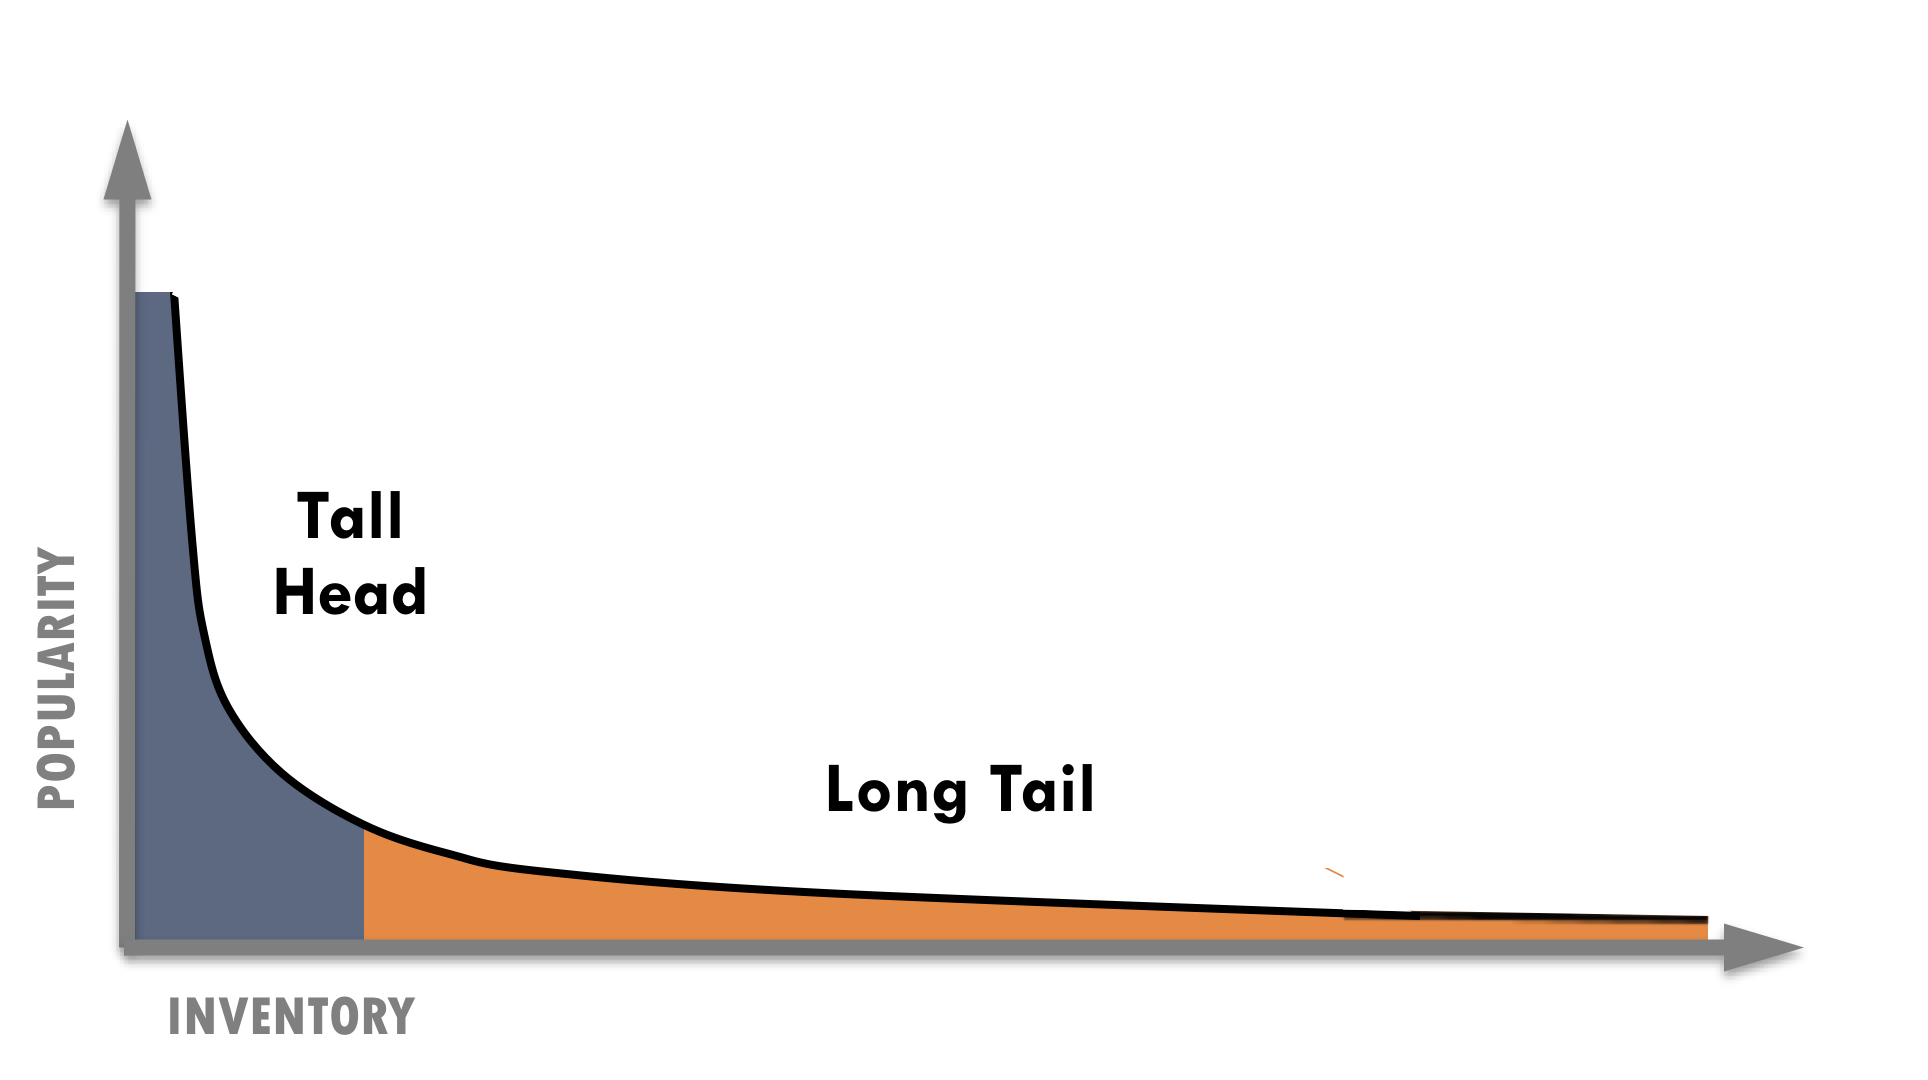 Tall
Head
Long Tail
POPULARITY
INVENTORY